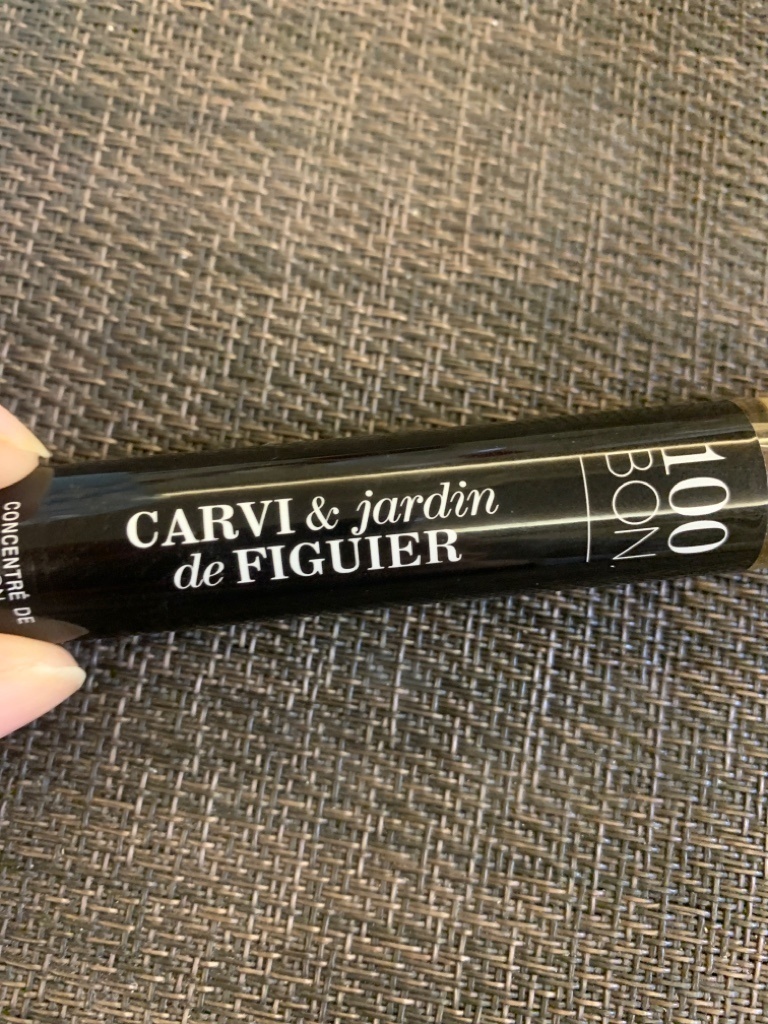 CARVI & jardin
de FIGUIER
100
BON
CONCENTRÉ DE